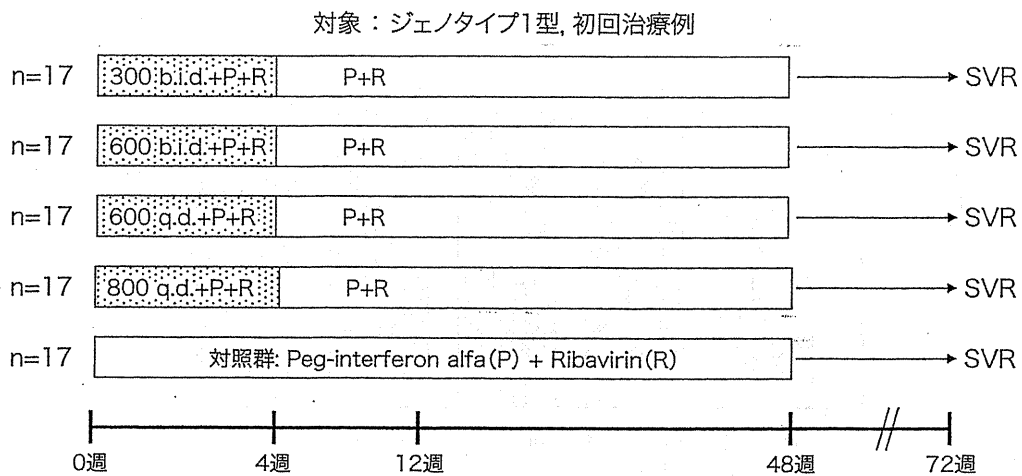 対象：ジェノタイプ1型, 初回治療例
n=17 300 b.i.d.+P+R P+R SVR
n=17 600 b.i.d.+P+R P+R SVR
n=17 600 q.d.+P+R P+R SVR
n=17 800 q.d.+P+R P+R SVR
n=17 対照群: Peg-interferon alfa(P) + Ribavirin(R) SVR
0週 4週 12週 48週 72週